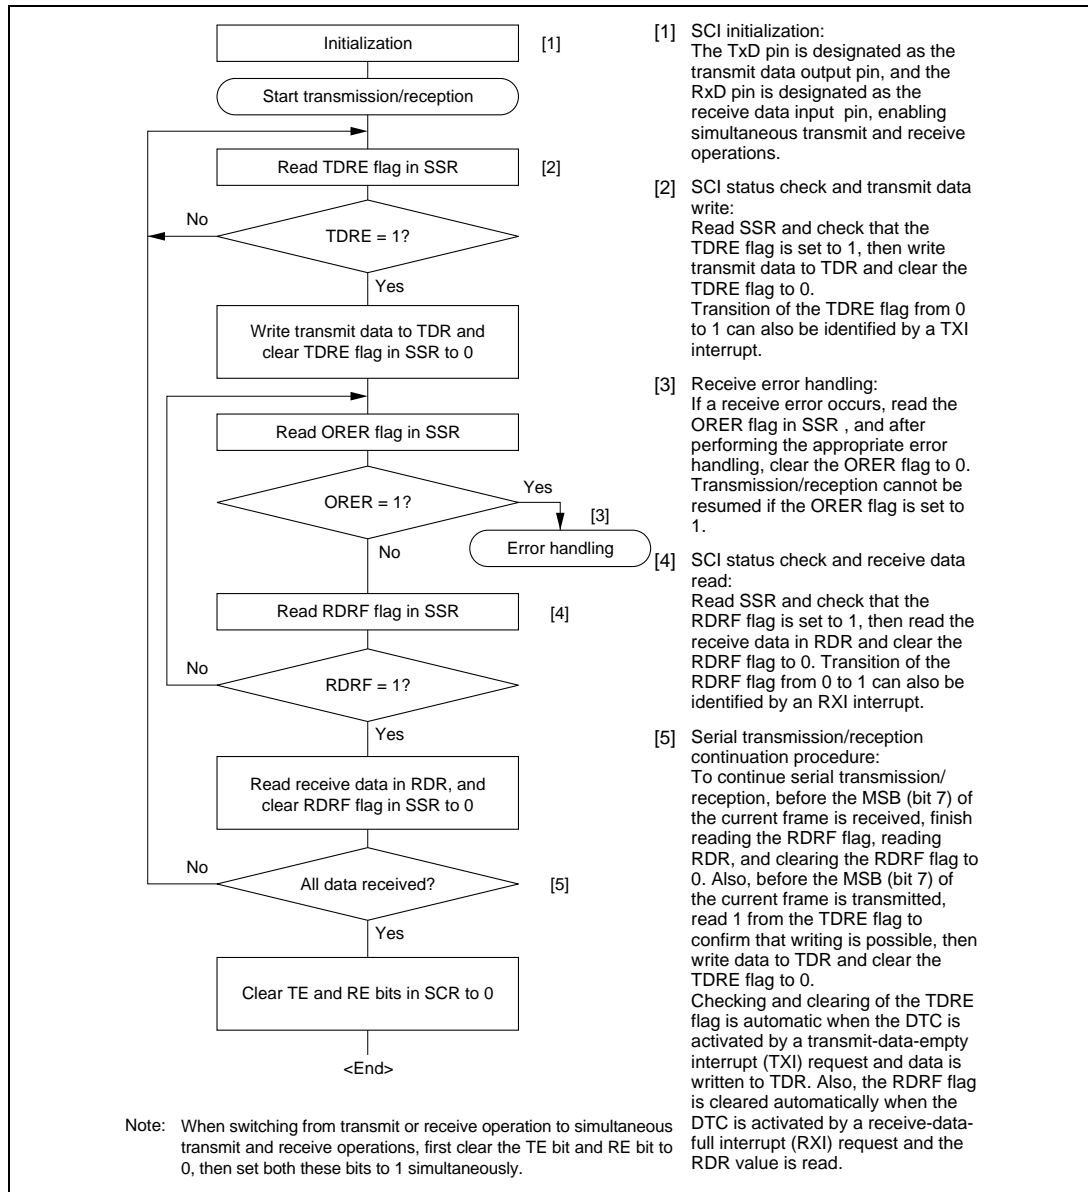 Initialization
[1]
Start transmission/reception
Read TDRE flag in SSR
[2]
No
TDRE = 1?
Yes
Write transmit data to TDR and
clear TDRE flag in SSR to 0
Read ORER flag in SSR
ORER = 1?
Yes
[3]
Error handling
No
Read RDRF flag in SSR
[4]
No
RDRF = 1?
Yes
Read receive data in RDR, and
clear RDRF flag in SSR to 0
No
All data received?
[5]
Yes
Clear TE and RE bits in SCR to 0
<End>
[1] SCI initialization:
The TxD pin is designated as the
transmit data output pin, and the
RxD pin is designated as the
receive data input pin, enabling
simultaneous transmit and receive
operations.
[2] SCI status check and transmit data
write:
Read SSR and check that the
TDRE flag is set to 1, then write
transmit data to TDR and clear the
TDRE flag to 0.
Transition of the TDRE flag from 0
to 1 can also be identified by a TXI
interrupt.
[3] Receive error handling:
If a receive error occurs, read the
ORER flag in SSR , and after
performing the appropriate error
handling, clear the ORER flag to 0.
Transmission/reception cannot be
resumed if the ORER flag is set to
1.
[4] SCI status check and receive data
read:
Read SSR and check that the
RDRF flag is set to 1, then read the
receive data in RDR and clear the
RDRF flag to 0. Transition of the
RDRF flag from 0 to 1 can also be
identified by an RXI interrupt.
[5] Serial transmission/reception
continuation procedure:
To continue serial transmission/
reception, before the MSB (bit 7) of
the current frame is received, finish
reading the RDRF flag, reading
RDR, and clearing the RDRF flag to
0. Also, before the MSB (bit 7) of
the current frame is transmitted,
read 1 from the TDRE flag to
confirm that writing is possible, then
write data to TDR and clear the
TDRE flag to 0.
Checking and clearing of the TDRE
flag is automatic when the DTC is
activated by a transmit-data-empty
interrupt (TXI) request and data is
written to TDR. Also, the RDRF flag
is cleared automatically when the
DTC is activated by a receive-data-
full interrupt (RXI) request and the
RDR value is read.
Note: When switching from transmit or receive operation to simultaneous
transmit and receive operations, first clear the TE bit and RE bit to
0, then set both these bits to 1 simultaneously.